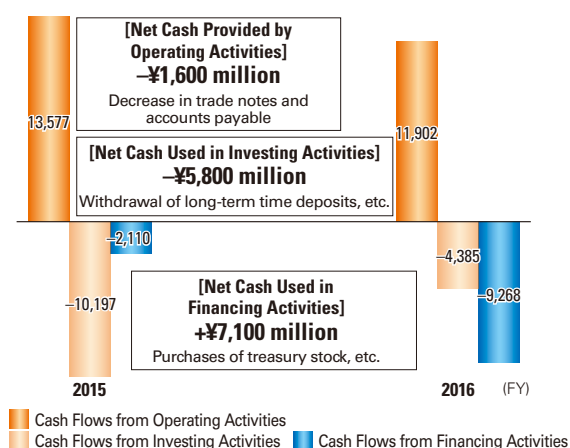 [Net Cash Provided by
Operating Activities]
–¥1,600 million
Decrease in trade notes and
accounts payable
13,577
11,902
[Net Cash Used in Investing Activities]
–¥5,800 million
Withdrawal of long-term time deposits, etc.
–2,110
–4,385
–10,197
–9,268
[Net Cash Used in
Financing Activities]
+¥7,100 million
Purchases of treasury stock, etc.
2015
2016 (FY)
Cash Flows from Operating Activities
Cash Flows from Investing Activities Cash Flows from Financing Activities